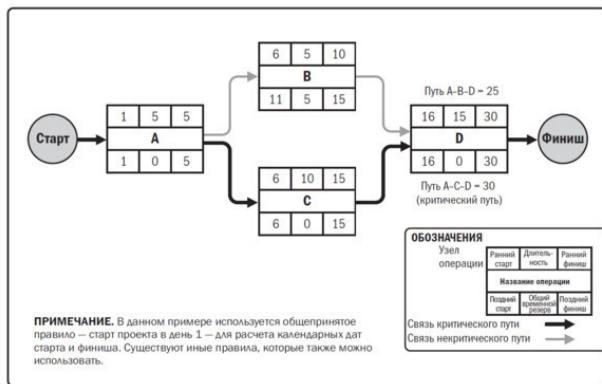 6 5 10
B
11 5 15
Путь A-B-D = 25
1 5 5
A
1 0 5
Старт
16 15 30
D
16 0 30
Финиш
6 10 15
C
6 0 15
Путь A-C-D = 30
(критический путь)
ОБОЗНАЧЕНИЯ
Узел
операции
Ранний
старт
Длитель-
ность
Ранний
финиш
Название операции
Поздний
старт
Общий
временной
резерв
Поздний
финиш
Связь критического пути
Связь некритического пути
ПРИМЕЧАНИЕ. В данном примере используется общепринятое
правило — старт проекта в день 1 — для расчета календарных дат
старта и финиша. Существуют иные правила, которые также можно
использовать.